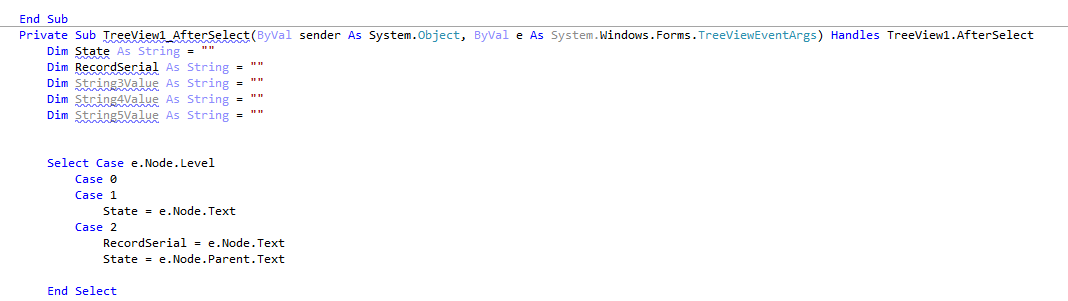 End Sub
Private Sub TreeView1_AfterSelect(ByVal sender As System.Object, ByVal e As System.Windows.Forms.TreeViewEventArgs) Handles TreeView1.AfterSelect
Dim State As String = ""
Dim RecordSerial As String = ""
Dim String3Value As String = ""
Dim String4Value As String = ""
Dim String5Value As String = ""
Select Case e.Node.Level
Case 0
Case 1
State = e.Node.Text
Case 2
RecordSerial = e.Node.Text
State = e.Node.Parent.Text
End Select